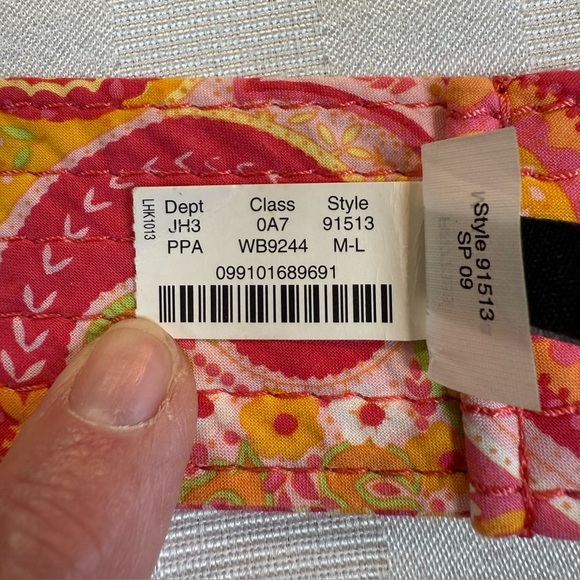 LHK1013
Dept Class Style
JH3 0A7 91513
PPA WB9244 M-L
099101689691
Style 91513
SP 09